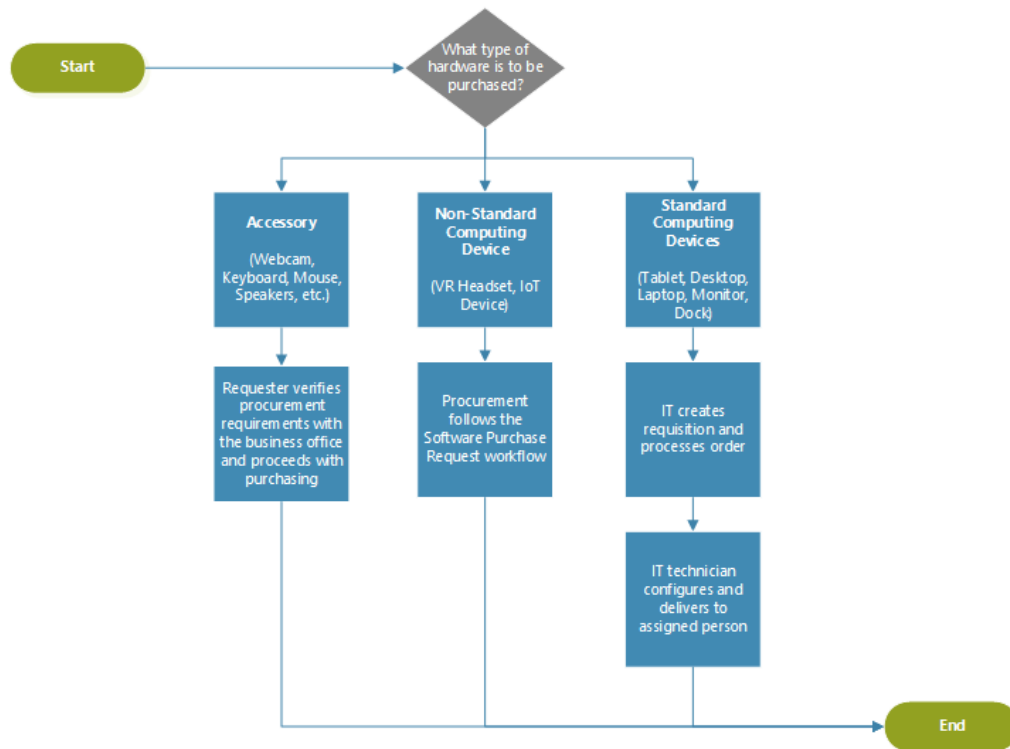 Start
What type of
hardware is to be
purchased?
Accessory
(Webcam,
Keyboard, Mouse,
Speakers, etc.)
Non-Standard
Computing
Device
(VR Headset, IoT
Device)
Standard
Computing
Devices
(Tablet, Desktop,
Laptop, Monitor,
Dock)
Requester verifies
procurement
requirements with
the business office
and proceeds with
purchasing
Procurement
follows the
Software Purchase
Request workflow
IT creates
requisition and
processes order
IT technician
configures and
delivers to
assigned person
End